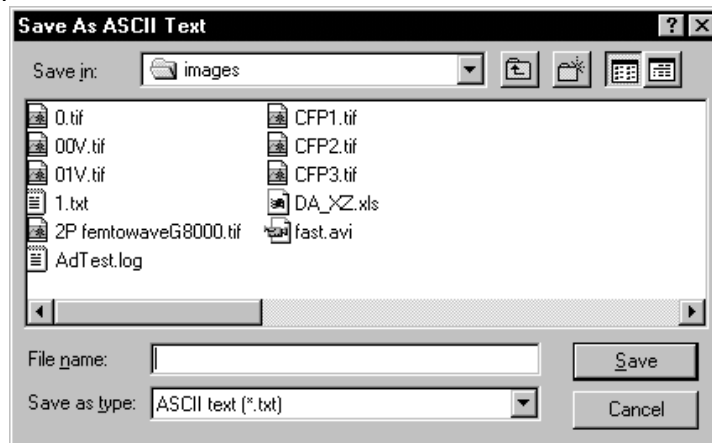 Save As ASCII Text
Save in: images
0.tif
00V.tif
01V.tif
1.txt
2P femtowaveG8000.tif
AdTest.log
CFP1.tif
CFP2.tif
CFP3.tif
DA_XZ.xls
fast.avi
File name: Save
Save as type: ASCII text (*.txt) Cancel